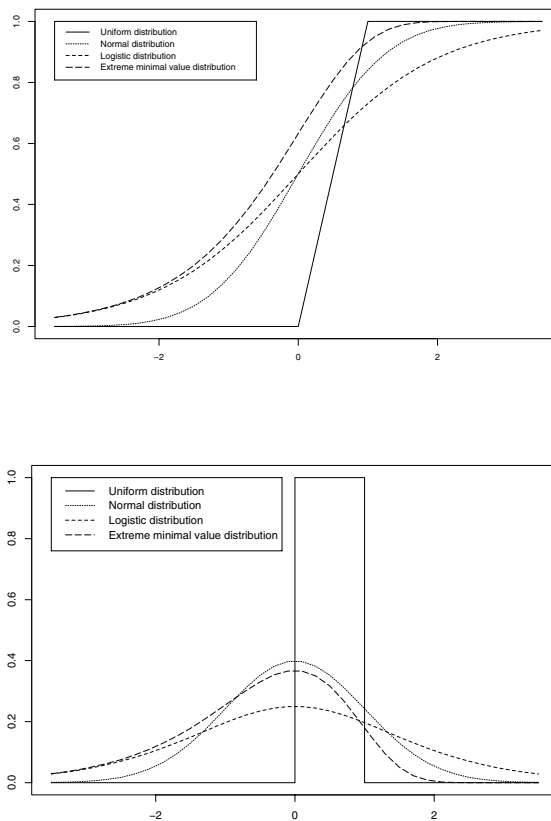 Uniform distribution
Normal distribution
Logistic distribution
Extreme minimal value distribution
1.0
0.8
0.6
0.4
0.2
0.0
−2
0
2
Uniform distribution
Normal distribution
Logistic distribution
Extreme minimal value distribution
1.0
0.8
0.6
0.4
0.2
0.0
−2
0
2